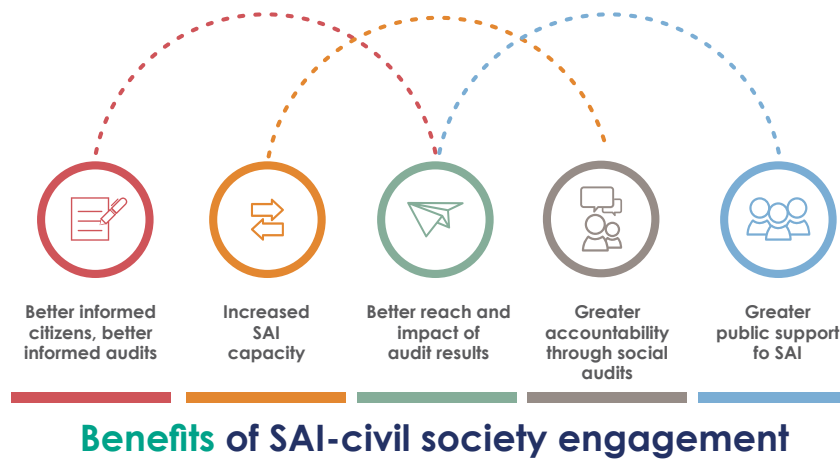 Better informed
citizens, better
informed audits
Increased
SAI
capacity
Better reach and
impact of
audit results
Greater
accountability
through social
audits
Greater
public support
fo SAI
Benefits of SAI-civil society engagement